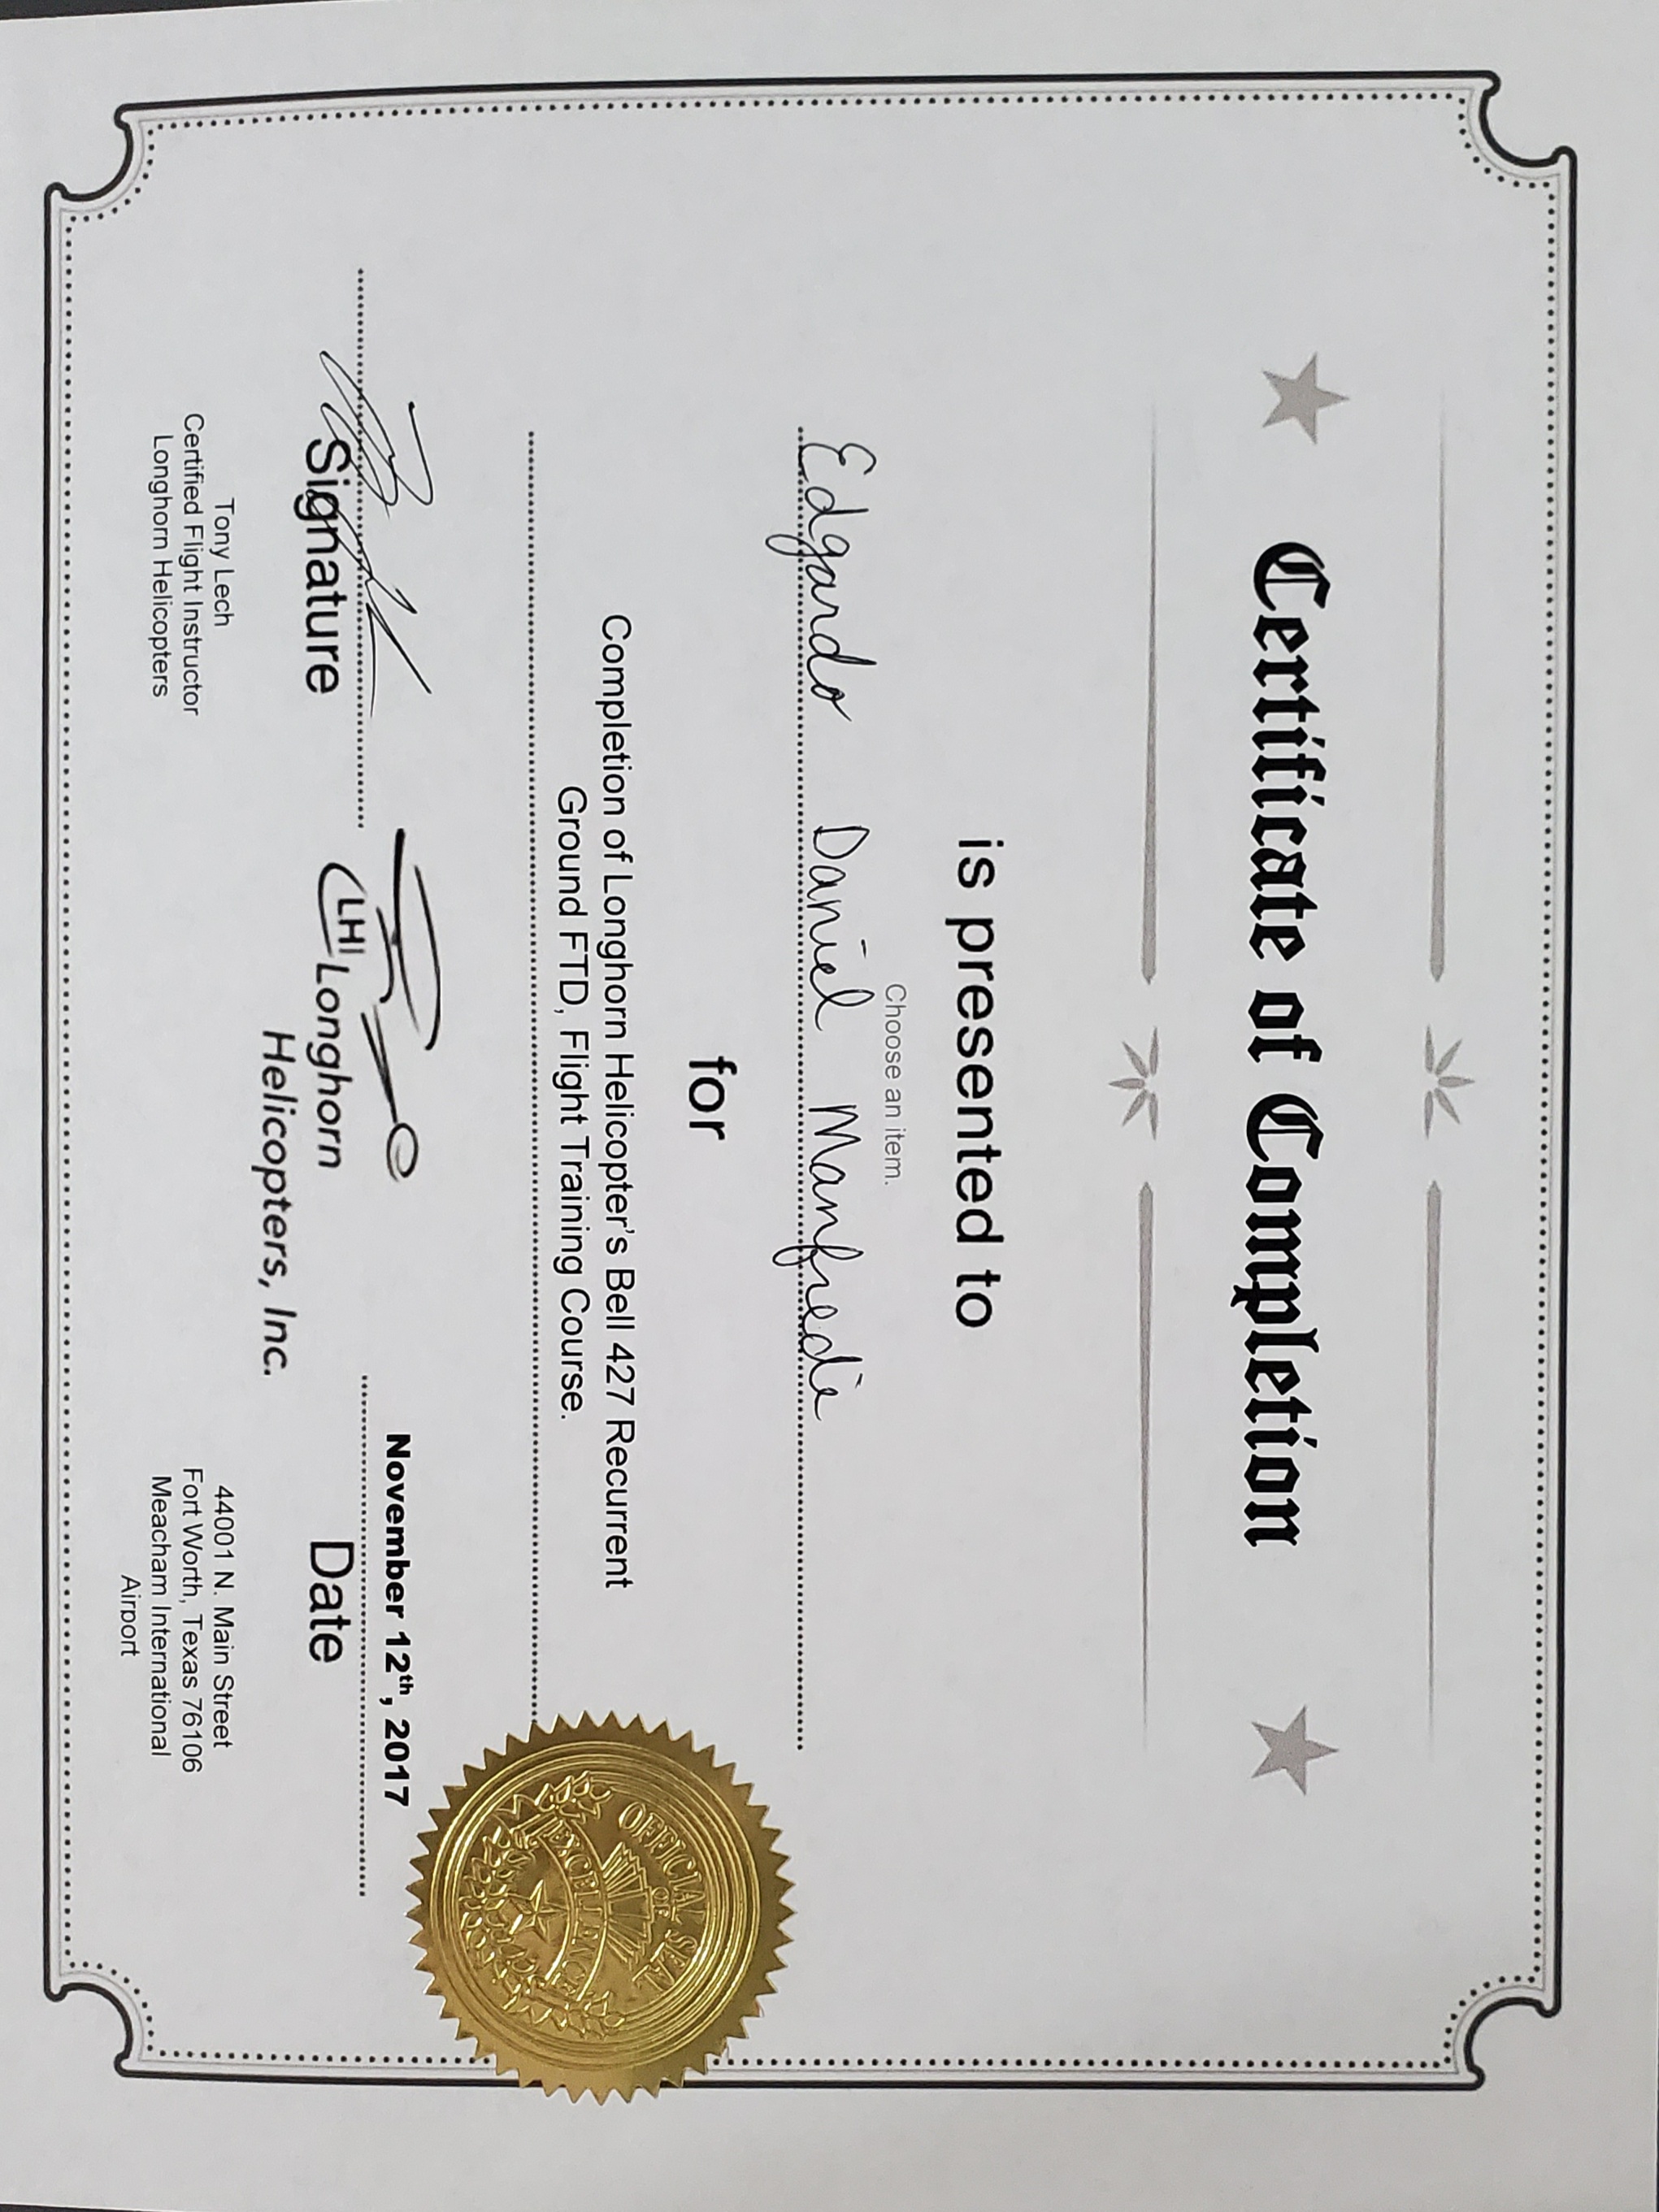 Certificate of Completion
is presented to
Choose an item.
Edgardo Daniel Manfredi
for
Completion of Longhorn Helicopter's Bell 427 Recurrent
Ground FTD, Flight Training Course.
OFFICIAL SEAL
OF
EXCELLENCE
November 12th, 2017
Signature
LHI Longhorn
Helicopters, Inc.
Date
Tony Lech
Certified Flight Instructor
Longhorn Helicopters
44001 N. Main Street
Fort Worth, Texas 76106
Meacham International
Airport